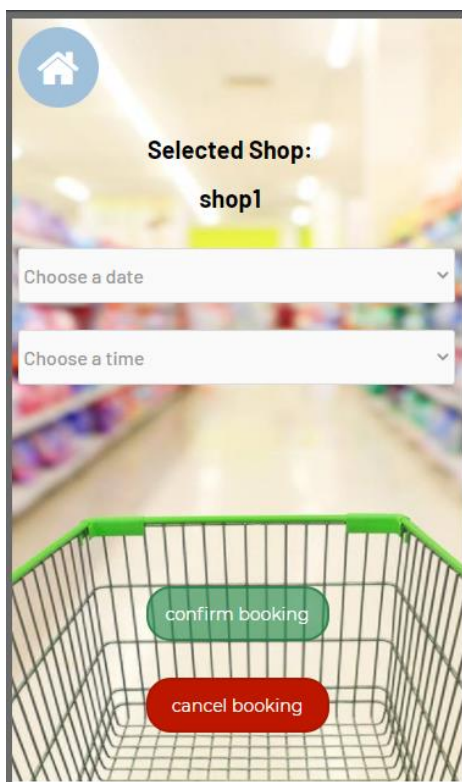 Selected Shop:
shop1
Choose a date
Choose a time
confirm booking
cancel booking